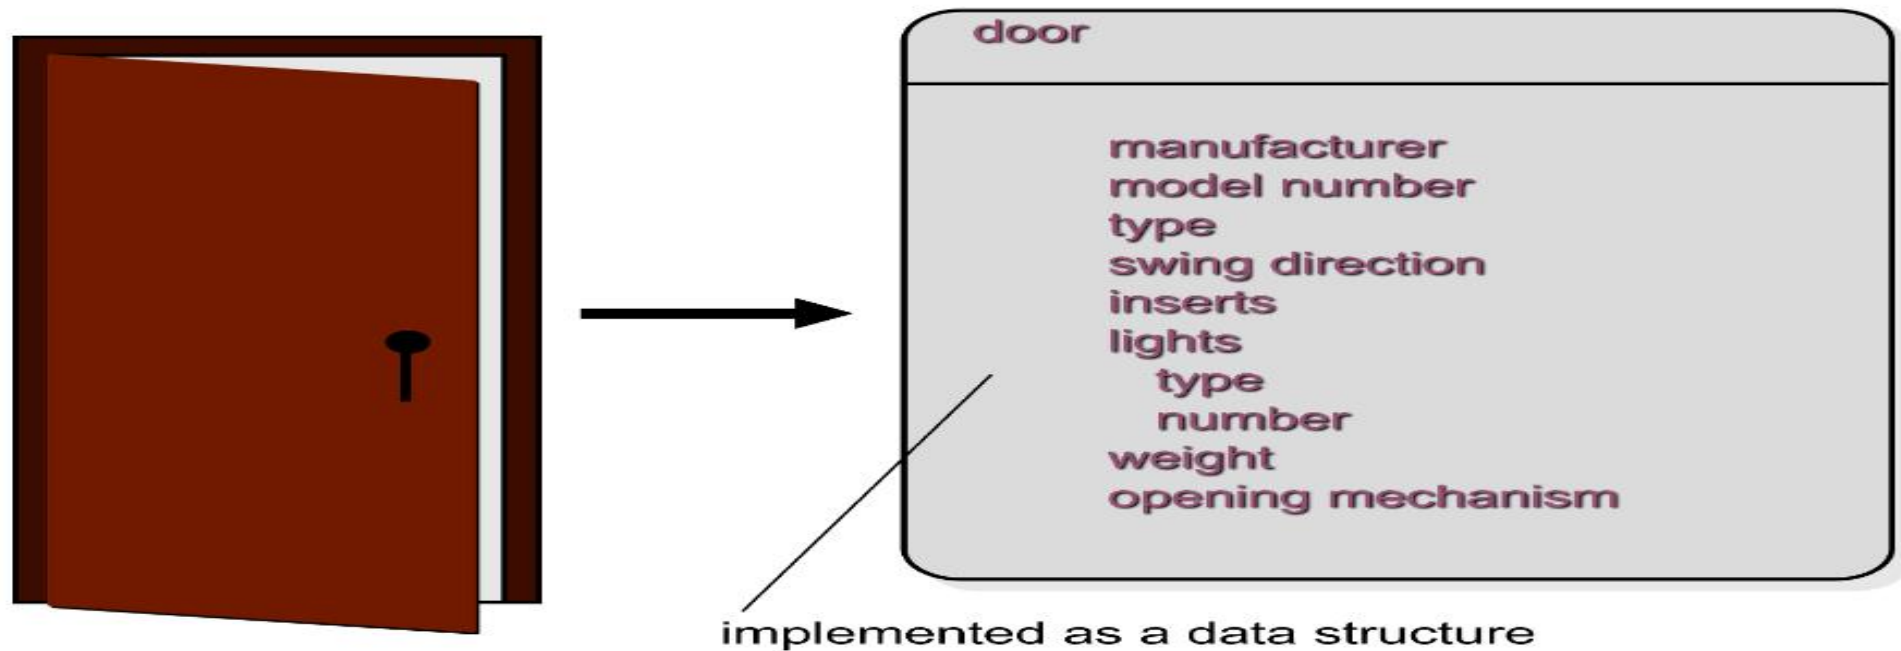 door
manufacturer
model number
type
swing direction
inserts
lights
type
number
weight
opening mechanism
implemented as a data structure